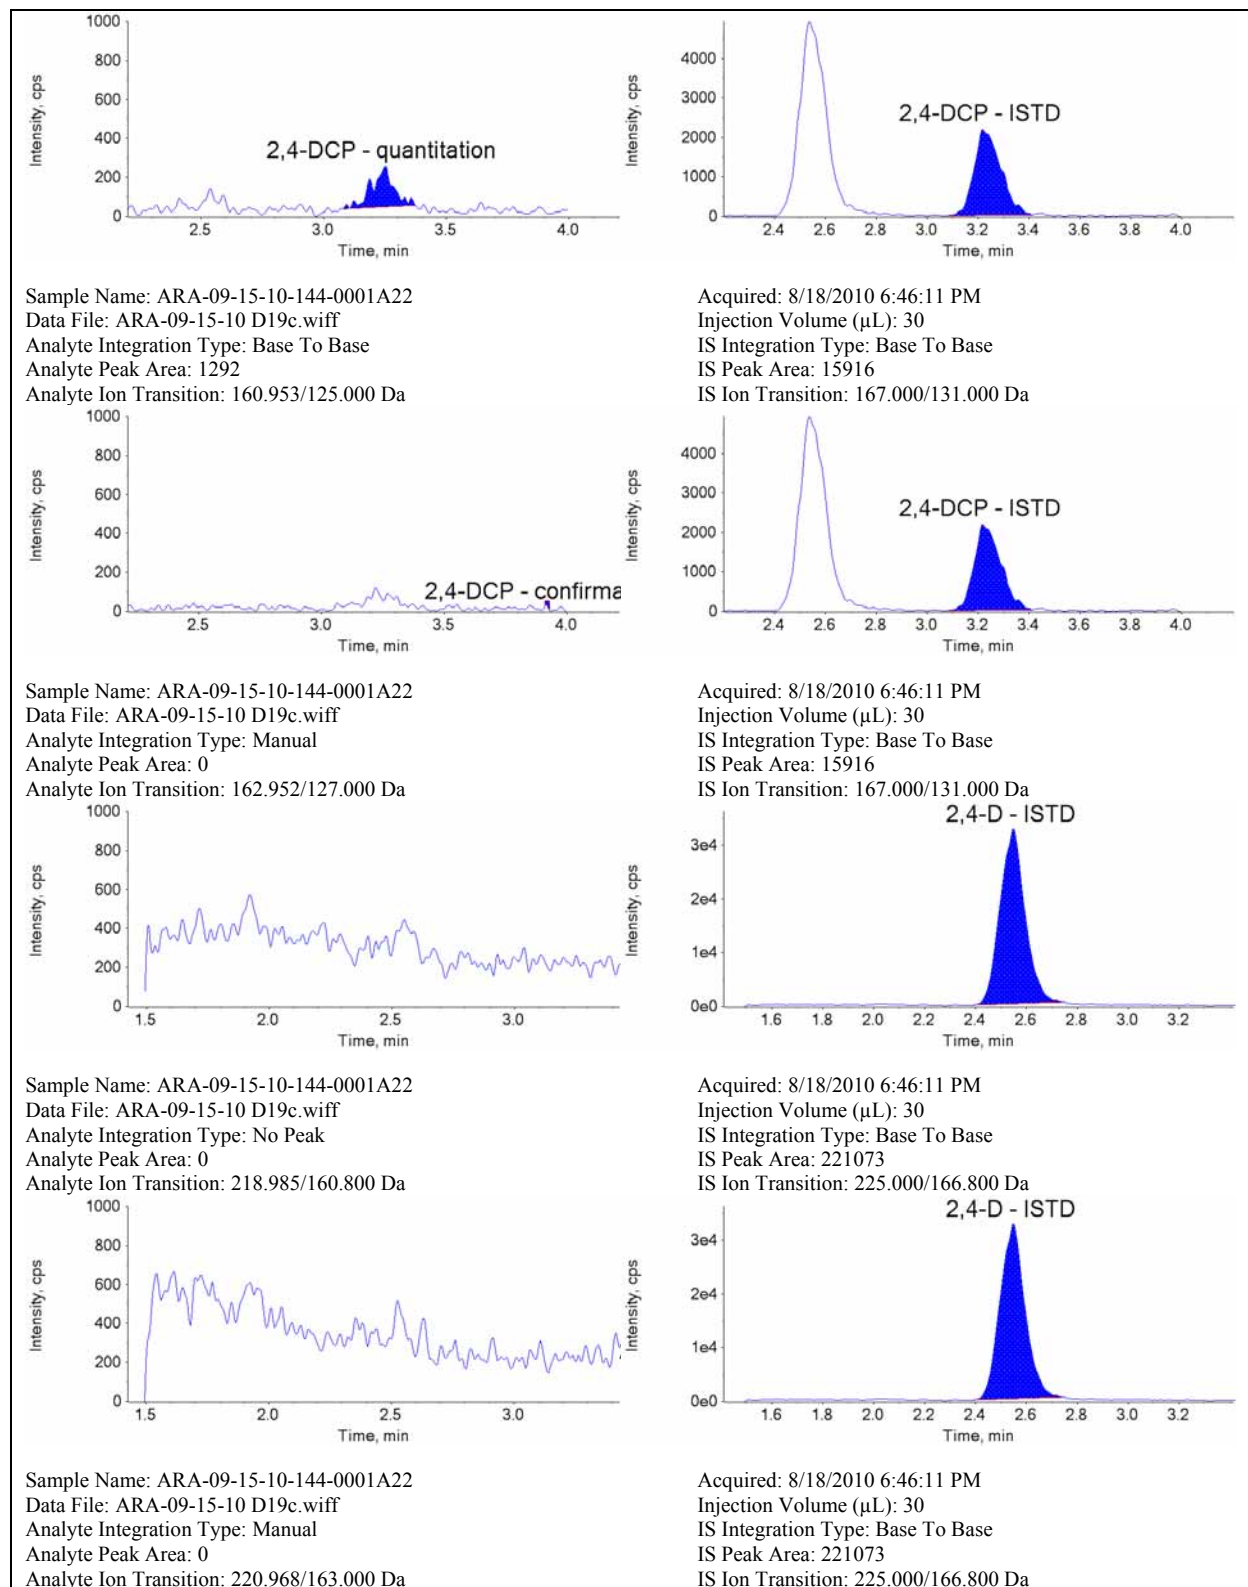 1000
800
600
400
200
0
Intensity, cps
2,4-DCP - quantitation
2.5 3.0 3.5 4.0
Time, min
4000
3000
2000
1000
0
Intensity, cps
2,4-DCP - ISTD
2.4 2.6 2.8 3.0 3.2 3.4 3.6 3.8 4.0
Time, min
Sample Name: ARA-09-15-10-144-0001A22
Data File: ARA-09-15-10 D19c.wiff
Analyte Integration Type: Base To Base
Analyte Peak Area: 1292
Analyte Ion Transition: 160.953/125.000 Da
Acquired: 8/18/2010 6:46:11 PM
Injection Volume (µL): 30
IS Integration Type: Base To Base
IS Peak Area: 15916
IS Ion Transition: 167.000/131.000 Da
1000
800
600
400
200
0
Intensity, cps
2,4-DCP - confirma
2.5 3.0 3.5 4.0
Time, min
4000
3000
2000
1000
0
Intensity, cps
2,4-DCP - ISTD
2.4 2.6 2.8 3.0 3.2 3.4 3.6 3.8 4.0
Time, min
Sample Name: ARA-09-15-10-144-0001A22
Data File: ARA-09-15-10 D19c.wiff
Analyte Integration Type: Manual
Analyte Peak Area: 0
Analyte Ion Transition: 162.952/127.000 Da
Acquired: 8/18/2010 6:46:11 PM
Injection Volume (µL): 30
IS Integration Type: Base To Base
IS Peak Area: 15916
IS Ion Transition: 167.000/131.000 Da
1000
800
600
400
200
0
Intensity, cps
1.5 2.0 2.5 3.0
Time, min
2,4-D - ISTD
3e4
2e4
1e4
0e0
Intensity, cps
1.6 1.8 2.0 2.2 2.4 2.6 2.8 3.0 3.2
Time, min
Sample Name: ARA-09-15-10-144-0001A22
Data File: ARA-09-15-10 D19c.wiff
Analyte Integration Type: No Peak
Analyte Peak Area: 0
Analyte Ion Transition: 218.985/160.800 Da
Acquired: 8/18/2010 6:46:11 PM
Injection Volume (µL): 30
IS Integration Type: Base To Base
IS Peak Area: 221073
IS Ion Transition: 225.000/166.800 Da
1000
800
600
400
200
0
Intensity, cps
1.5 2.0 2.5 3.0
Time, min
2,4-D - ISTD
3e4
2e4
1e4
0e0
Intensity, cps
1.6 1.8 2.0 2.2 2.4 2.6 2.8 3.0 3.2
Time, min
Sample Name: ARA-09-15-10-144-0001A22
Data File: ARA-09-15-10 D19c.wiff
Analyte Integration Type: Manual
Analyte Peak Area: 0
Analyte Ion Transition: 220.968/163.000 Da
Acquired: 8/18/2010 6:46:11 PM
Injection Volume (µL): 30
IS Integration Type: Base To Base
IS Peak Area: 221073
IS Ion Transition: 225.000/166.800 Da